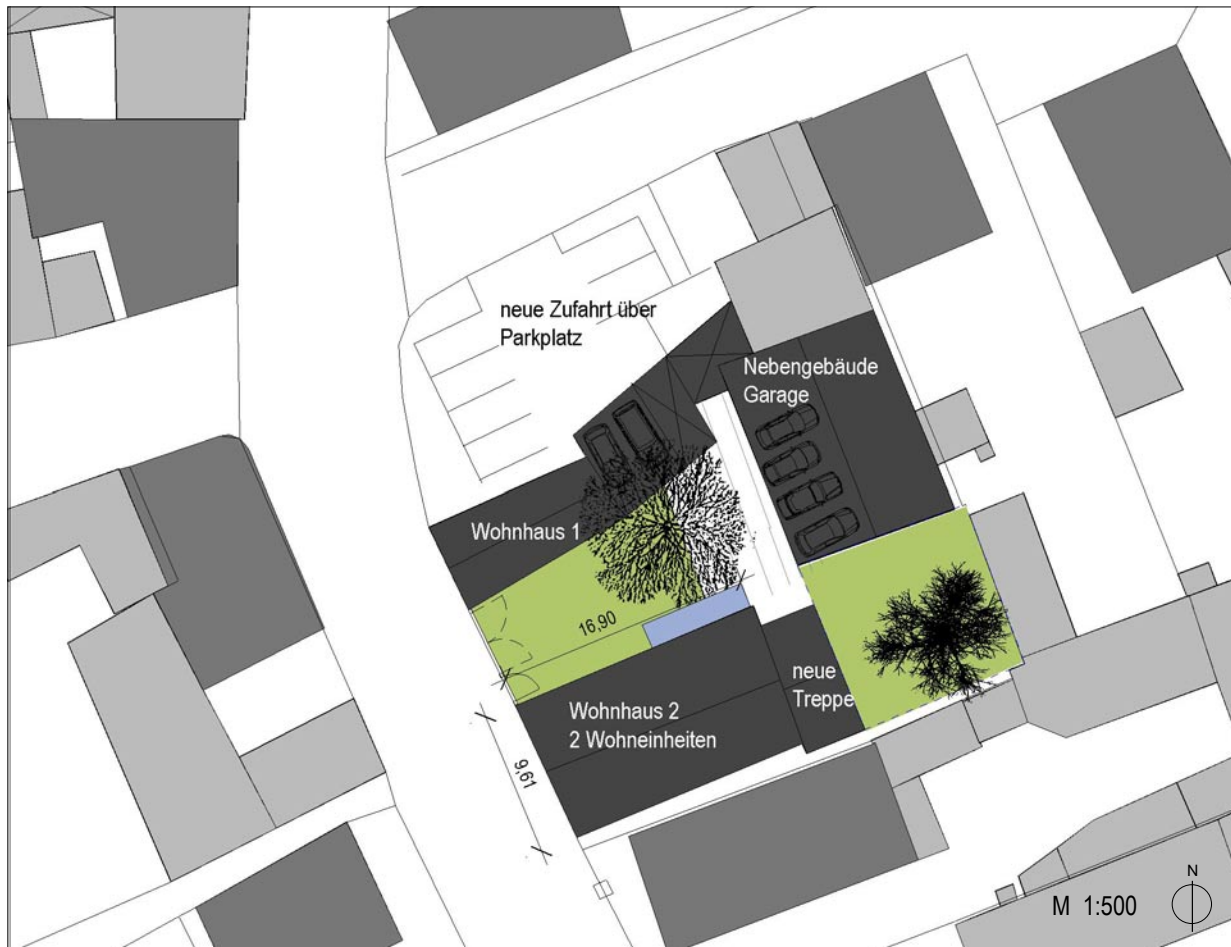 neue Zufahrt über
Parkplatz
Nebengebäude
Garage
Wohnhaus 1
16,90
neue
Treppe
Wohnhaus 2
2 Wohneinheiten
9,61
N
M 1:500